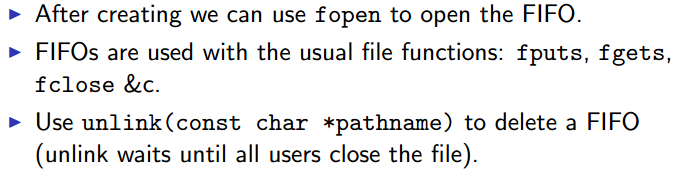 ▶ After creating we can use fopen to open the FIFO.
▶ FIFOs are used with the usual file functions: fputs, fgets,
fclose &c.
▶ Use unlink(const char *pathname) to delete a FIFO
(unlink waits until all users close the file).